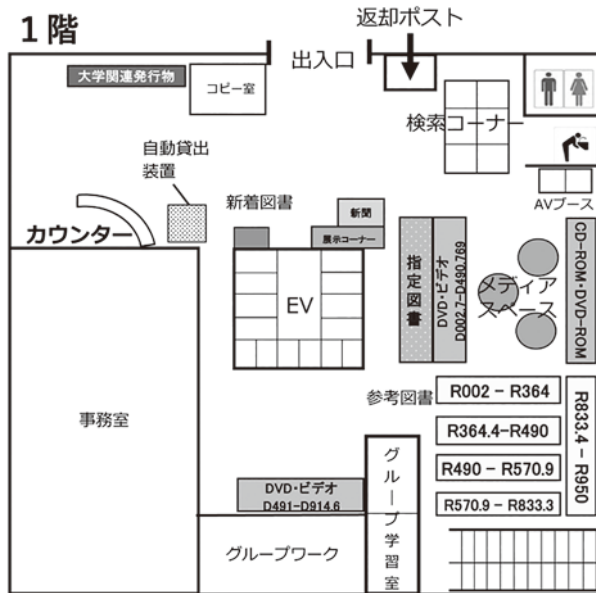 1階
返却ポスト
出入口
大学関連発行物
コピー室
検索コーナー
自動貸出
装置
AVブース
新着図書
新聞
カウンター
展示コーナー
指定図書
DVD・ビデオ
D002.7-D490.769
メディア
スペース
CD-ROM・DVD-ROM
EV
参考図書
R002 – R364
R364.4-R490
R490 – R570.9
R570.9 – R833.3
R833.4 – R950
事務室
DVD・ビデオ
D491-D914.6
グループ学習室
グループワーク